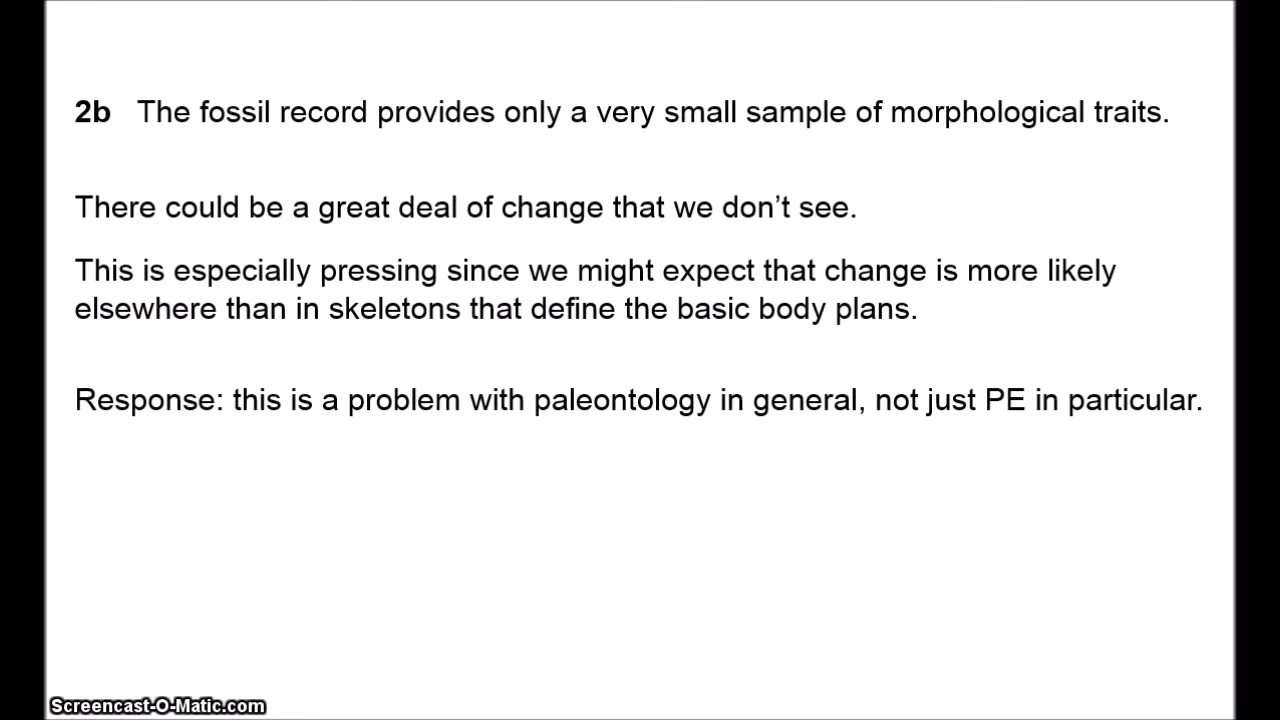 2b The fossil record provides only a very small sample of morphological traits.
There could be a great deal of change that we don’t see.
This is especially pressing since we might expect that change is more likely
elsewhere than in skeletons that define the basic body plans.
Response: this is a problem with paleontology in general, not just PE in particular.
Screencast-O-Matic.com